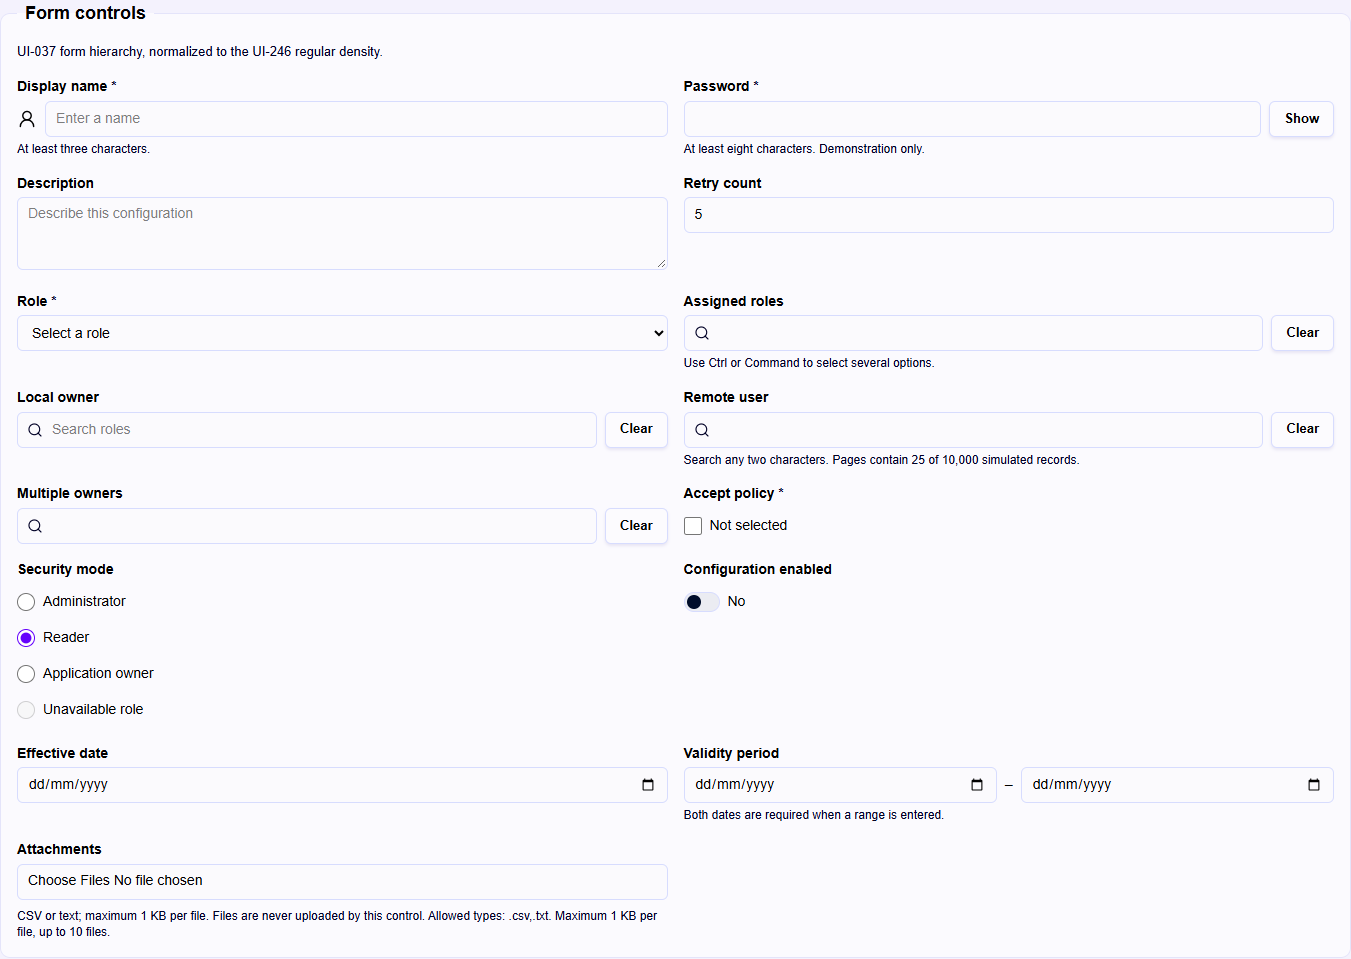 Form controls
UI-037 form hierarchy, normalized to the UI-246 regular density.
Display name *
Enter a name
At least three characters.
Password *
Show
At least eight characters. Demonstration only.
Description
Describe this configuration
Retry count
5
Role *
Select a role
Assigned roles
Clear
Use Ctrl or Command to select several options.
Local owner
Search roles
Clear
Remote user
Clear
Search any two characters. Pages contain 25 of 10,000 simulated records.
Multiple owners
Clear
Accept policy *
Not selected
Security mode
Administrator
Reader
Application owner
Unavailable role
Configuration enabled
No
Effective date
dd/mm/yyyy
Validity period
dd/mm/yyyy – dd/mm/yyyy
Both dates are required when a range is entered.
Attachments
Choose Files No file chosen
CSV or text; maximum 1 KB per file. Files are never uploaded by this control. Allowed types: .csv,.txt. Maximum 1 KB per
file, up to 10 files.